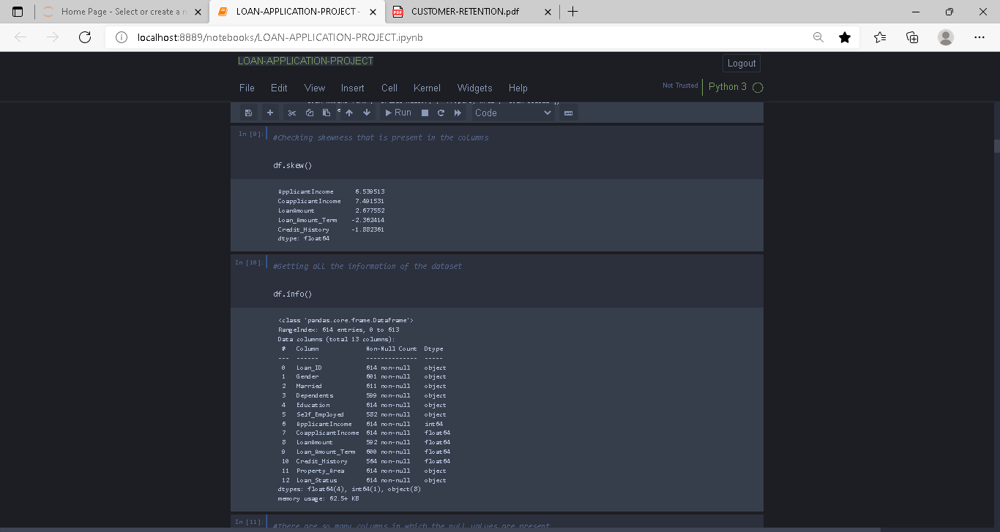 Home Page - Select or create a n
LOAN-APPLICATION-PROJECT -
PDF
CUSTOMER-RETENTION.pdf
localhost:8889/notebooks/LOAN-APPLICATION-PROJECT.ipynb
LOAN-APPLICATION-PROJECT
Logout
File Edit View Insert Cell Kernel Widgets Help
Not Trusted Python 3
Run Code
In [9]: #Checking skewness that is present in the columns
df.skew()
ApplicantIncome 6.539513
CoapplicantIncome 7.491531
LoanAmount 2.677552
Loan_Amount_Term -2.362414
Credit_History -1.882361
dtype: float64
In [10]: #Getting all the information of the dataset
df.info()
<class 'pandas.core.frame.DataFrame'>
RangeIndex: 614 entries, 0 to 613
Data columns (total 13 columns):
# Column Non-Null Count Dtype
--- ------ -------------- -----
0 Loan_ID 614 non-null object
1 Gender 601 non-null object
2 Married 611 non-null object
3 Dependents 599 non-null object
4 Education 614 non-null object
5 Self_Employed 582 non-null object
6 ApplicantIncome 614 non-null int64
7 CoapplicantIncome 614 non-null float64
8 LoanAmount 592 non-null float64
9 Loan_Amount_Term 600 non-null float64
10 Credit_History 564 non-null float64
11 Property_Area 614 non-null object
12 Loan_Status 614 non-null object
dtypes: float64(4), int64(1), object(8)
memory usage: 62.5+ KB
In [11]: #There are so many columns in which the null values are present